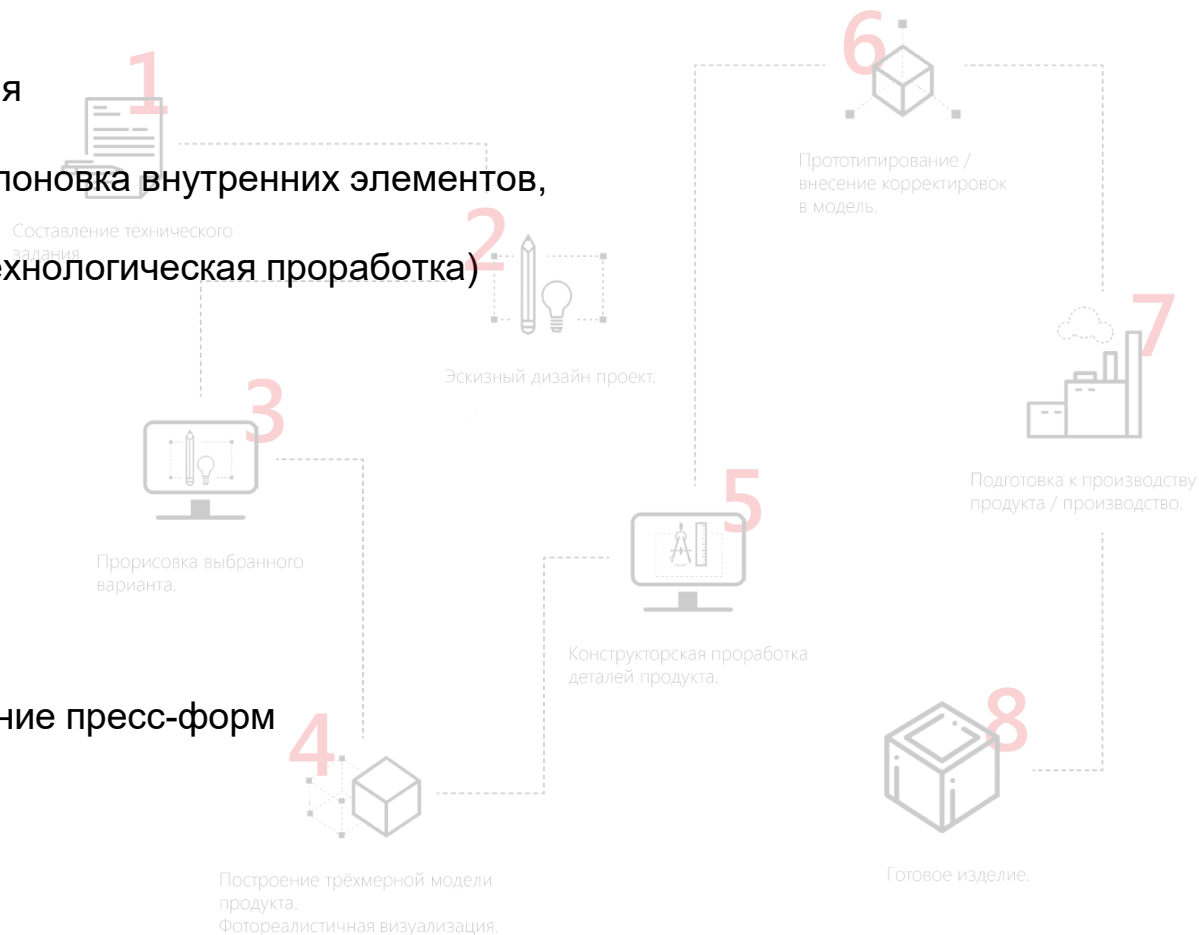 я
поновка внутренних элементов,
ехнологическая проработка)
ние пресс-форм
1
Составление технического
задания.
2
Эскизный дизайн проект.
3
Прорисовка выбранного
варианта.
4
Построение трёхмерной модели
продукта.
Фотореалистичная визуализация.
5
Конструкторская проработка
деталей продукта.
6
Прототипирование /
внесение корректировок
в модель.
7
Подготовка к производству
продукта / производство.
8
Готовое изделие.